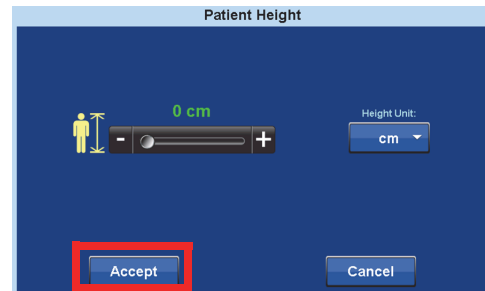 Patient Height
0 cm
Height Unit:
- +
cm
Accept
Cancel